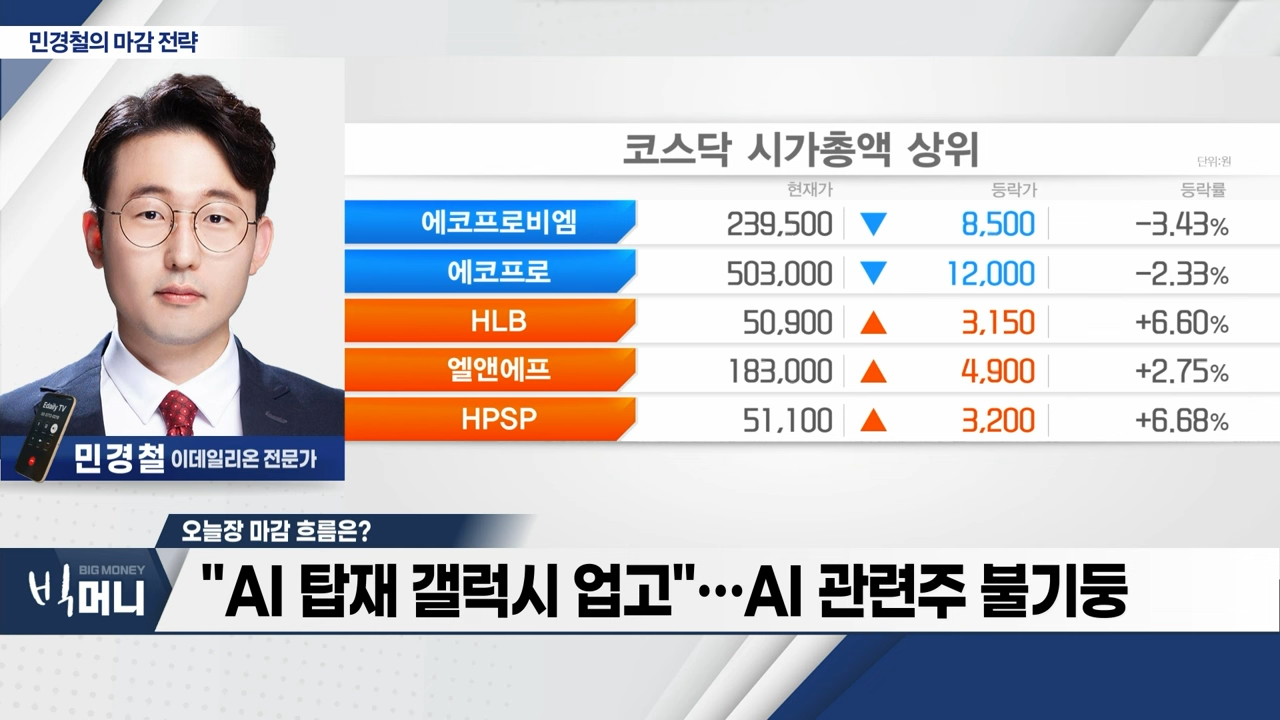 민경철의 마감 전략
코스닥 시가총액 상위
단위:원
현재가 등락가 등락률
에코프로비엠 239,500 ▼ 8,500 -3.43%
에코프로 503,000 ▼ 12,000 -2.33%
HLB 50,900 ▲ 3,150 +6.60%
엘앤에프 183,000 ▲ 4,900 +2.75%
HPSP 51,100 ▲ 3,200 +6.68%
Edaily TV
민경철 이데일리온 전문가
오늘장 마감 흐름은?
BIG MONEY
빅머니
"AI 탑재 갤럭시 업고"…AI 관련주 불기둥